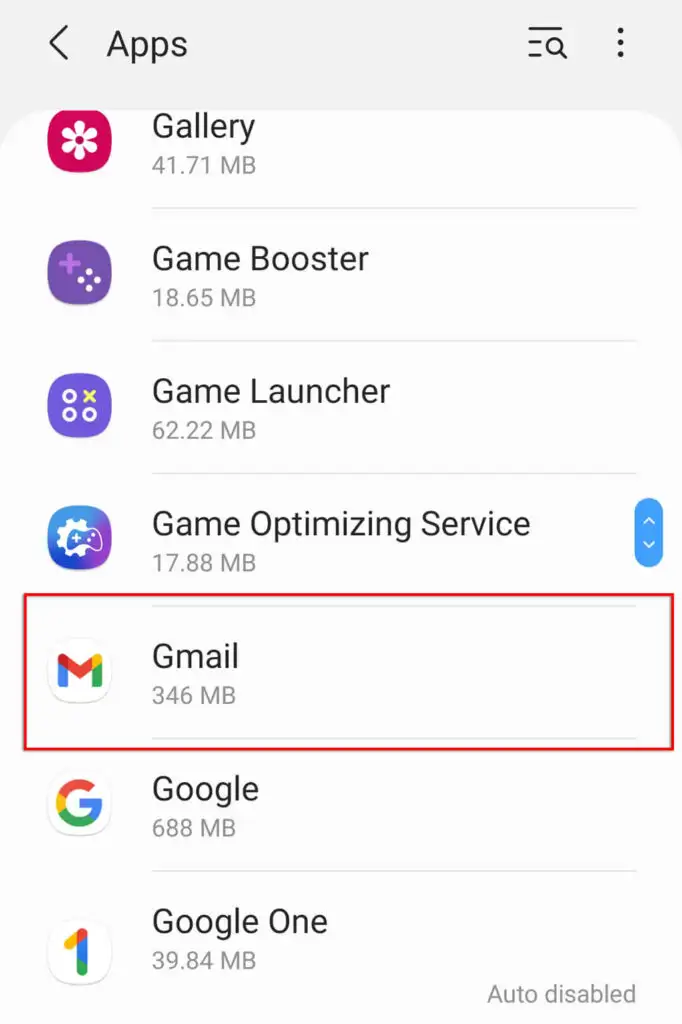 Apps
Gallery
41.71 MB
Game Booster
18.65 MB
Game Launcher
62.22 MB
Game Optimizing Service
17.88 MB
Gmail
346 MB
Google
688 MB
Google One
39.84 MB
Auto disabled